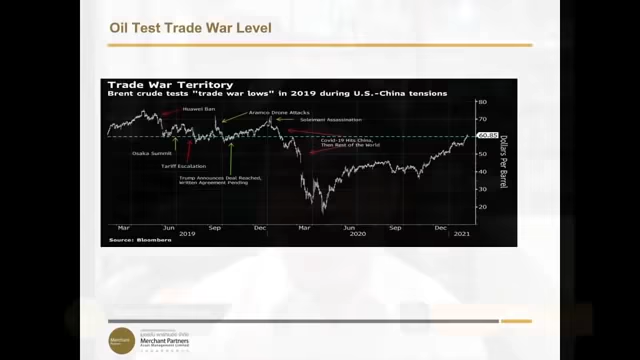 Oil Test Trade War Level
Trade War Territory
Brent crude tests "trade war lows" in 2019 during U.S.-China tensions
Huawei Ban
Aramco Drone Attacks
Soleimani Assassination
Covid-19 Hits China,
Then Rest of the World
Osaka Summit
Tariff Escalation
Trump Announces Deal Reached,
Written Agreement Pending
80
70
60.85
50
40
30
20
Dollars Per Barrel
Mar Jun Sep Dec Mar Jun Sep Dec
2019 2020 2021
Source: Bloomberg
Merchant Partners
Asset Management Limited